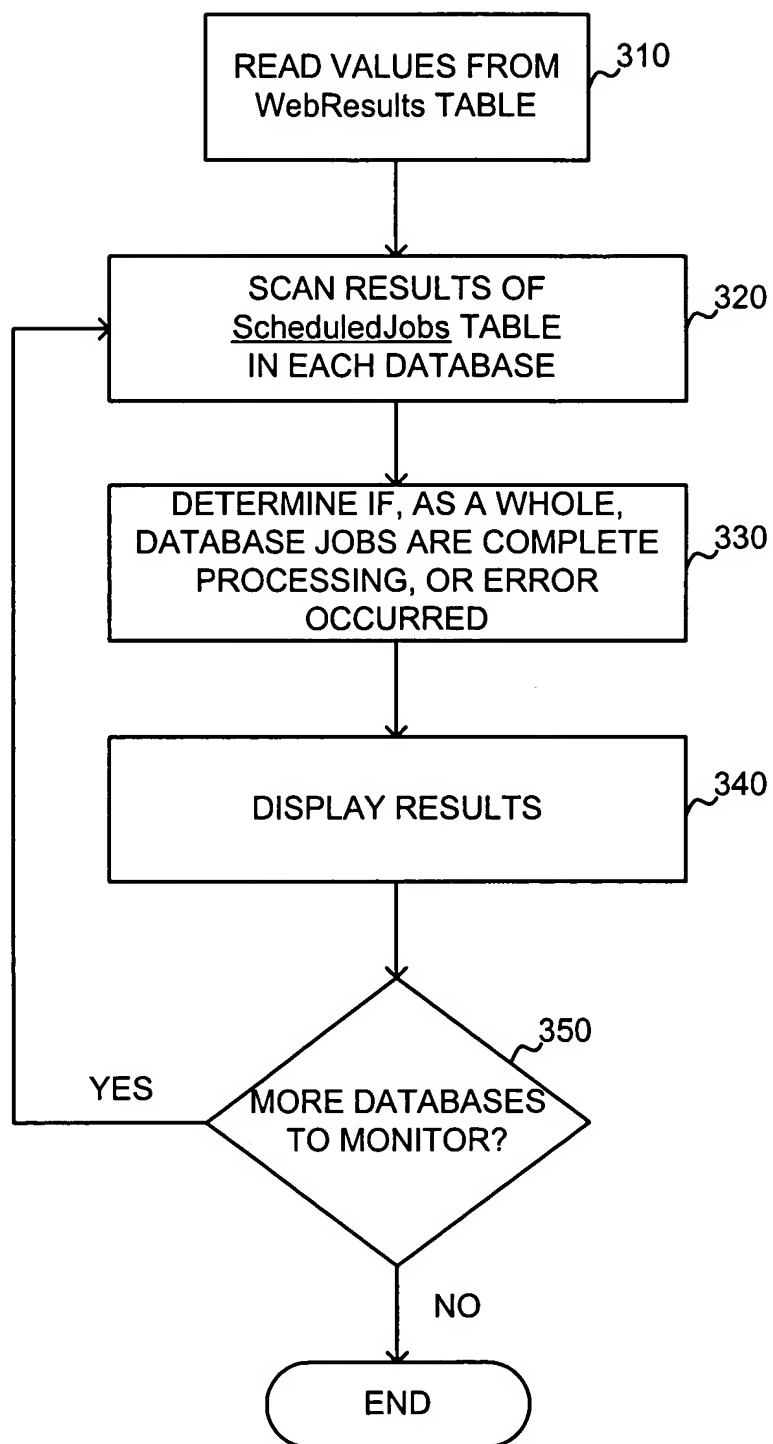 READ VALUES FROM
WebResults TABLE
310
SCAN RESULTS OF
ScheduledJobs TABLE
IN EACH DATABASE
320
DETERMINE IF, AS A WHOLE,
DATABASE JOBS ARE COMPLETE
PROCESSING, OR ERROR
OCCURRED
330
DISPLAY RESULTS
340
350
YES
MORE DATABASES
TO MONITOR?
NO
END